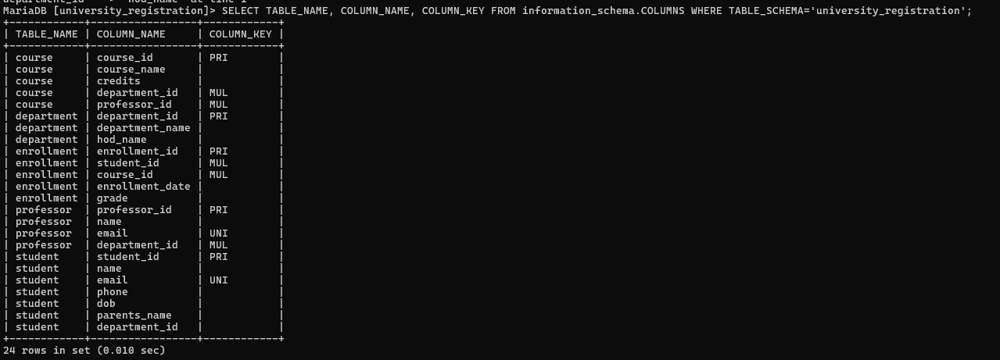 MariaDB [university_registration]> SELECT TABLE_NAME, COLUMN_NAME, COLUMN_KEY FROM information_schema.COLUMNS WHERE TABLE_SCHEMA='university_registration';
+------------+-----------------+------------+
| TABLE_NAME | COLUMN_NAME     | COLUMN_KEY |
+------------+-----------------+------------+
| course     | course_id       | PRI        |
| course     | course_name     |            |
| course     | credits         |            |
| course     | department_id   | MUL        |
| course     | professor_id    | MUL        |
| department | department_id   | PRI        |
| department | department_name |            |
| department | hod_name        |            |
| enrollment | enrollment_id   | PRI        |
| enrollment | student_id      | MUL        |
| enrollment | course_id       | MUL        |
| enrollment | enrollment_date |            |
| enrollment | grade           |            |
| professor  | professor_id    | PRI        |
| professor  | name            |            |
| professor  | email           | UNI        |
| professor  | department_id   | MUL        |
| student    | student_id      | PRI        |
| student    | name            |            |
| student    | email           | UNI        |
| student    | phone           |            |
| student    | dob             |            |
| student    | parents_name    |            |
| student    | department_id   |            |
+------------+-----------------+------------+
24 rows in set (0.010 sec)